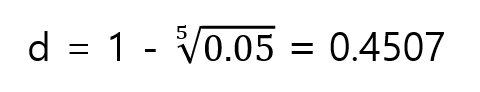 d = 1 - ⁵√0.05 = 0.4507